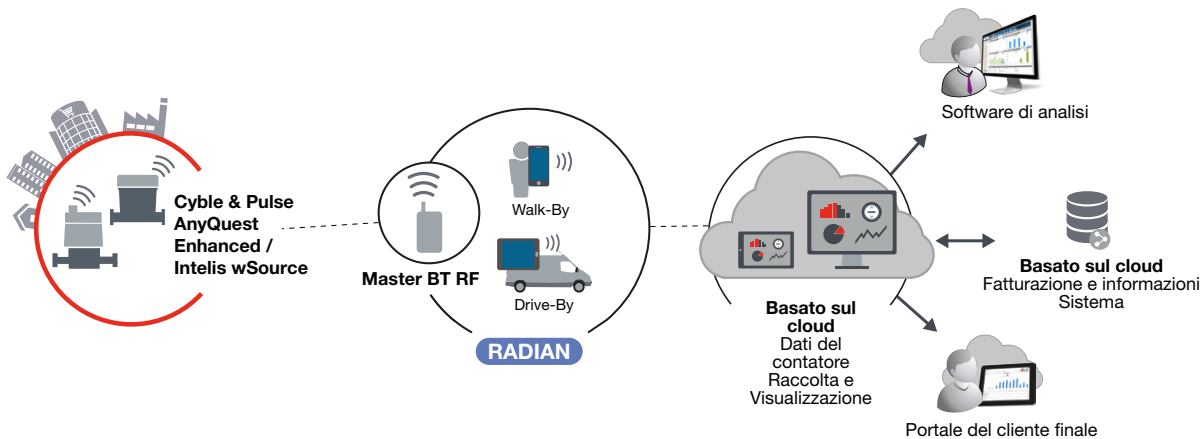 Cyble & Pulse
AnyQuest
Enhanced /
Intelis wSource
Master BT RF
Walk-By
Drive-By
RADIAN
Basato sul
cloud
Dati del
contatore
Raccolta e
Visualizzazione
Software di analisi
Basato sul cloud
Fatturazione e informazioni
Sistema
Portale del cliente finale